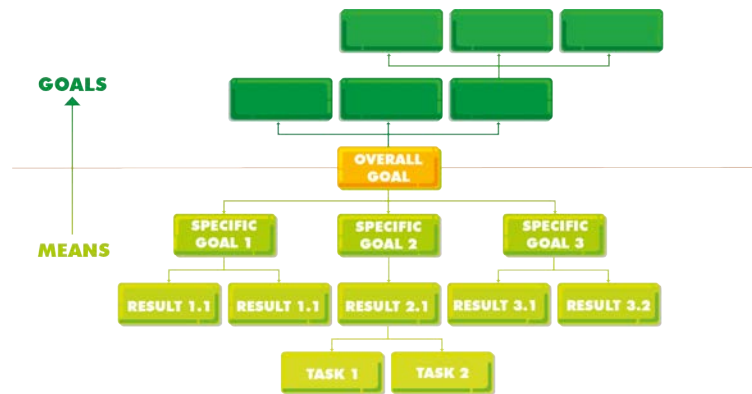 GOALS
OVERALL
GOAL
MEANS
SPECIFIC
GOAL 1
SPECIFIC
GOAL 2
SPECIFIC
GOAL 3
RESULT 1.1
RESULT 1.1
RESULT 2.1
RESULT 3.1
RESULT 3.2
TASK 1
TASK 2